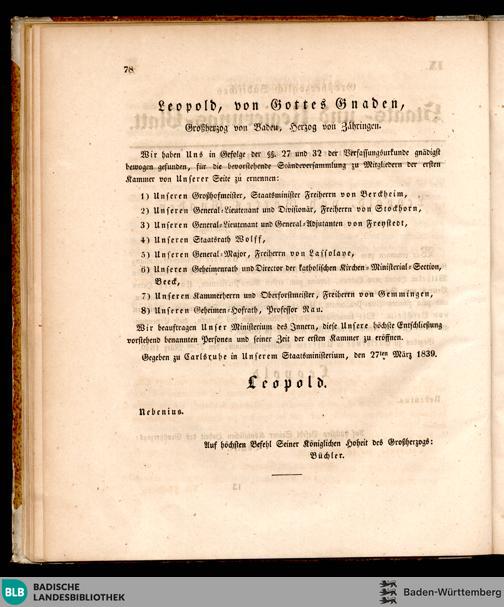 78
Leopold, von Gottes Gnaden,
Großherzog von Baden, Herzog von Zähringen.
Wir haben Uns in Gefolge der §§. 27 und 32 der Verfassungsurkunde gnädigst
bewogen gefunden, für die bevorstehende Ständeversammlung zu Mitgliedern der ersten
Kammer von Unserer Seite zu ernennen:
1) Unseren Großhofmeister, Staatsminister Freiherrn von Berckheim,
2) Unseren General-Lieutenant und Divisionär, Freiherrn von Stockhorn,
3) Unseren General-Lieutenant und General-Adjutanten von Freystedt,
4) Unseren Staatsrath Wolff,
5) Unseren General-Major, Freiherrn von Lassolaye,
6) Unseren Geheimenrath und Director der katholischen Kirchen-Ministerial-Section,
Beeck,
7) Unseren Kammerherrn und Oberforstmeister, Freiherrn von Gemmingen,
8) Unseren Geheimen-Hofrath, Professor Rau.
Wir beauftragen Unser Ministerium des Innern, diese Unsere höchste Entschließung
vorstehend benannten Personen und seiner Zeit der ersten Kammer zu eröffnen.
Gegeben zu Carlsruhe in Unserem Staatsministerium, den 27ten März 1839.
Leopold.
Nebenius.
Auf höchsten Befehl Seiner Königlichen Hoheit des Großherzogs:
Büchler.
BLB BADISCHE
LANDESBIBLIOTHEK
Baden-Württemberg